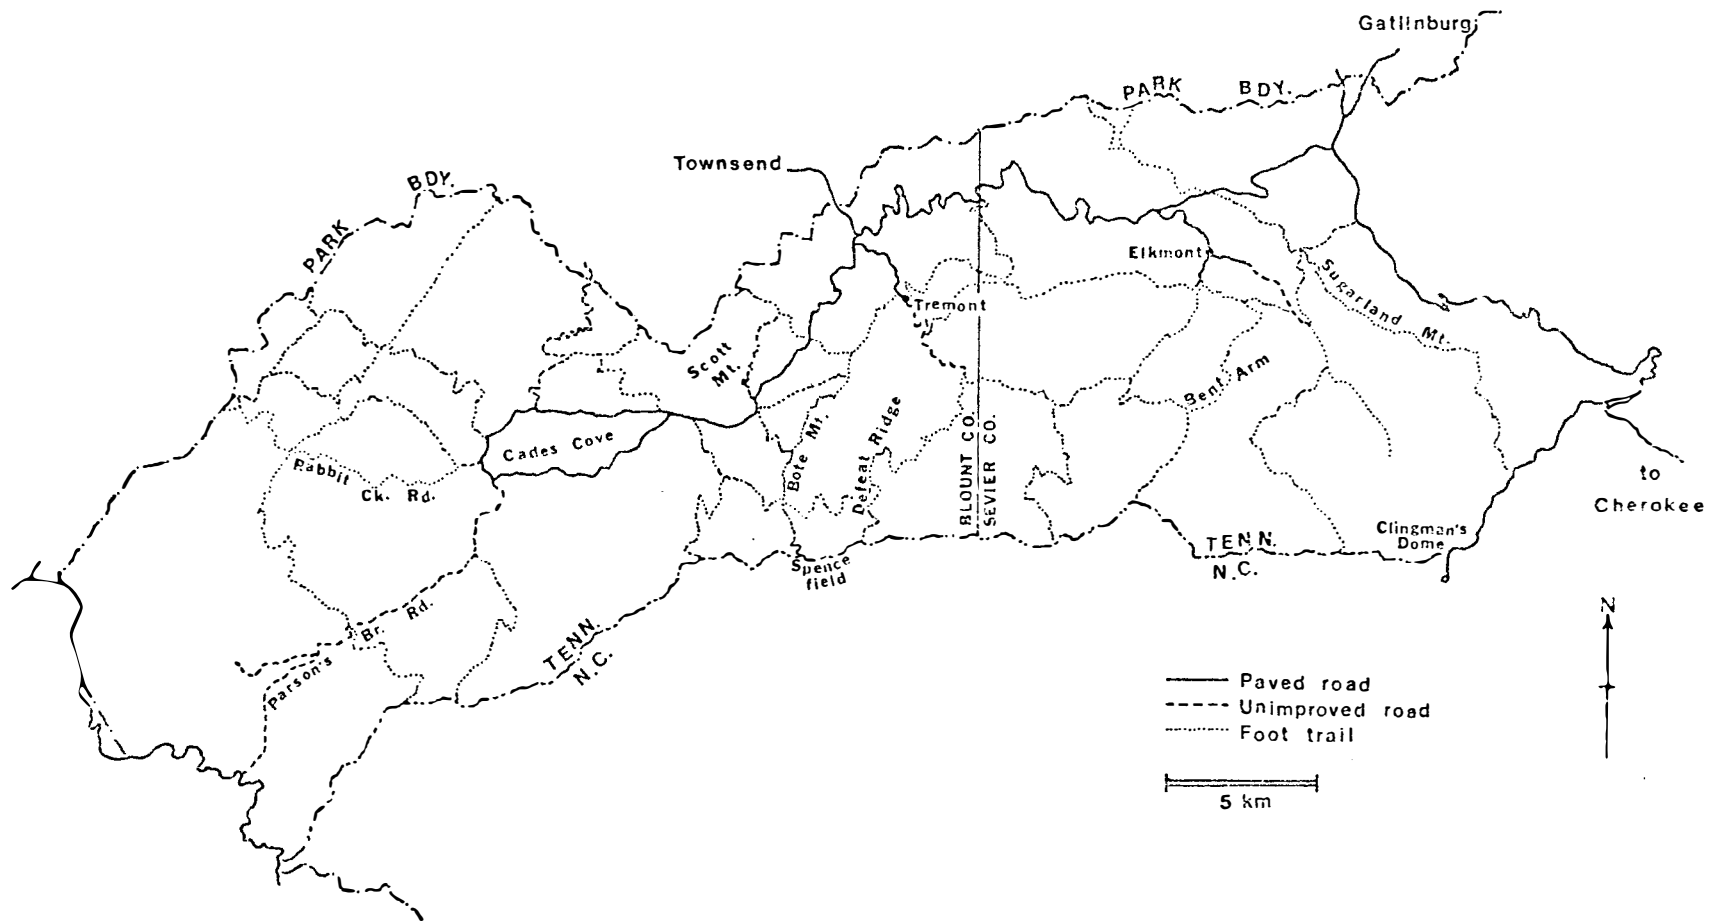 Gatlinburg
PARK BDY.
Townsend
PARK BDY.
Elkmont
Sugarland Mt.
Tremont
Scott
Mt.
Bent Arm
Cades Cove
Bote Mt.
Defeat Ridge
BLOUNT CO.
SEVIER CO.
Rabbit
Ck. Rd.
to
Cherokee
Clingman's
Dome
TENN.
N.C.
Spence
field
Parson's Br. Rd.
TENN.
N.C.
N
Paved road
Unimproved road
Foot trail
5 km